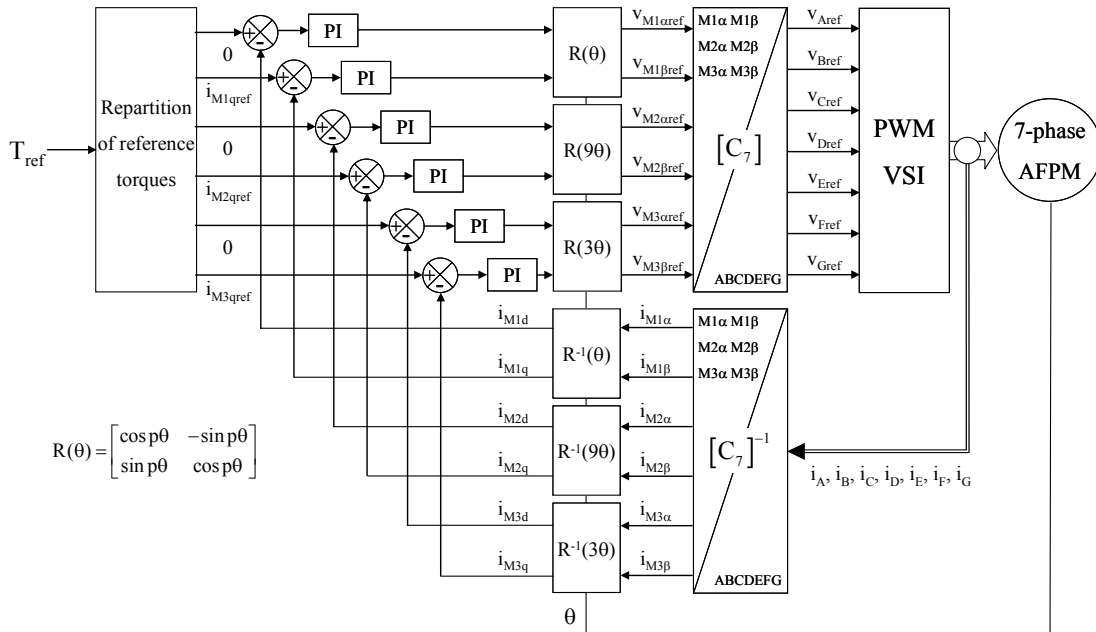 T_ref
Repartition
of reference
torques
0
i_M1qref
0
i_M2qref
0
i_M3qref
+
-
+
-
+
-
+
-
+
-
+
-
PI
PI
PI
PI
PI
PI
R(θ)
R(9θ)
R(3θ)
v_M1αref
v_M1βref
v_M2αref
v_M2βref
v_M3αref
v_M3βref
M1α M1β
M2α M2β
M3α M3β
[C_7]
ABCDEFG
v_Aref
v_Bref
v_Cref
v_Dref
v_Eref
v_Fref
v_Gref
PWM
VSI
7-phase
AFPM
i_M1d
i_M1q
i_M2d
i_M2q
i_M3d
i_M3q
R^-1(θ)
R^-1(9θ)
R^-1(3θ)
i_M1α
i_M1β
i_M2α
i_M2β
i_M3α
i_M3β
M1α M1β
M2α M2β
M3α M3β
[C_7]^-1
ABCDEFG
i_A, i_B, i_C, i_D, i_E, i_F, i_G
R(θ) = [cos pθ -sin pθ
sin pθ cos pθ]
θ